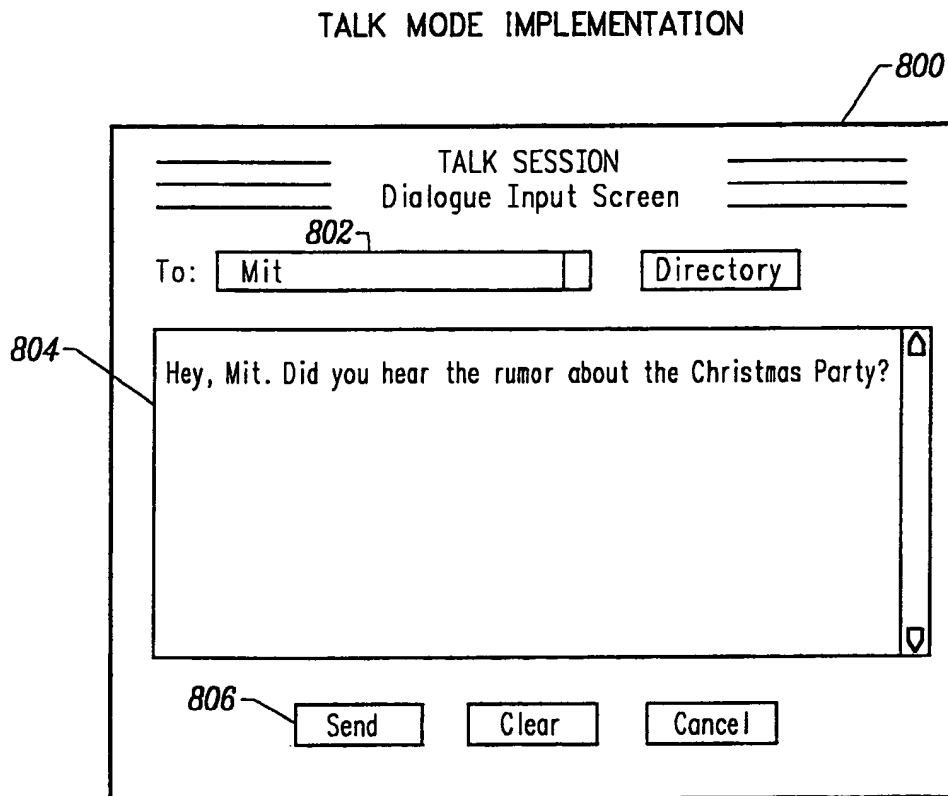 TALK MODE IMPLEMENTATION
800
TALK SESSION
Dialogue Input Screen
802
To: Mit Directory
804
Hey, Mit. Did you hear the rumor about the Christmas Party?
806
Send Clear Cancel